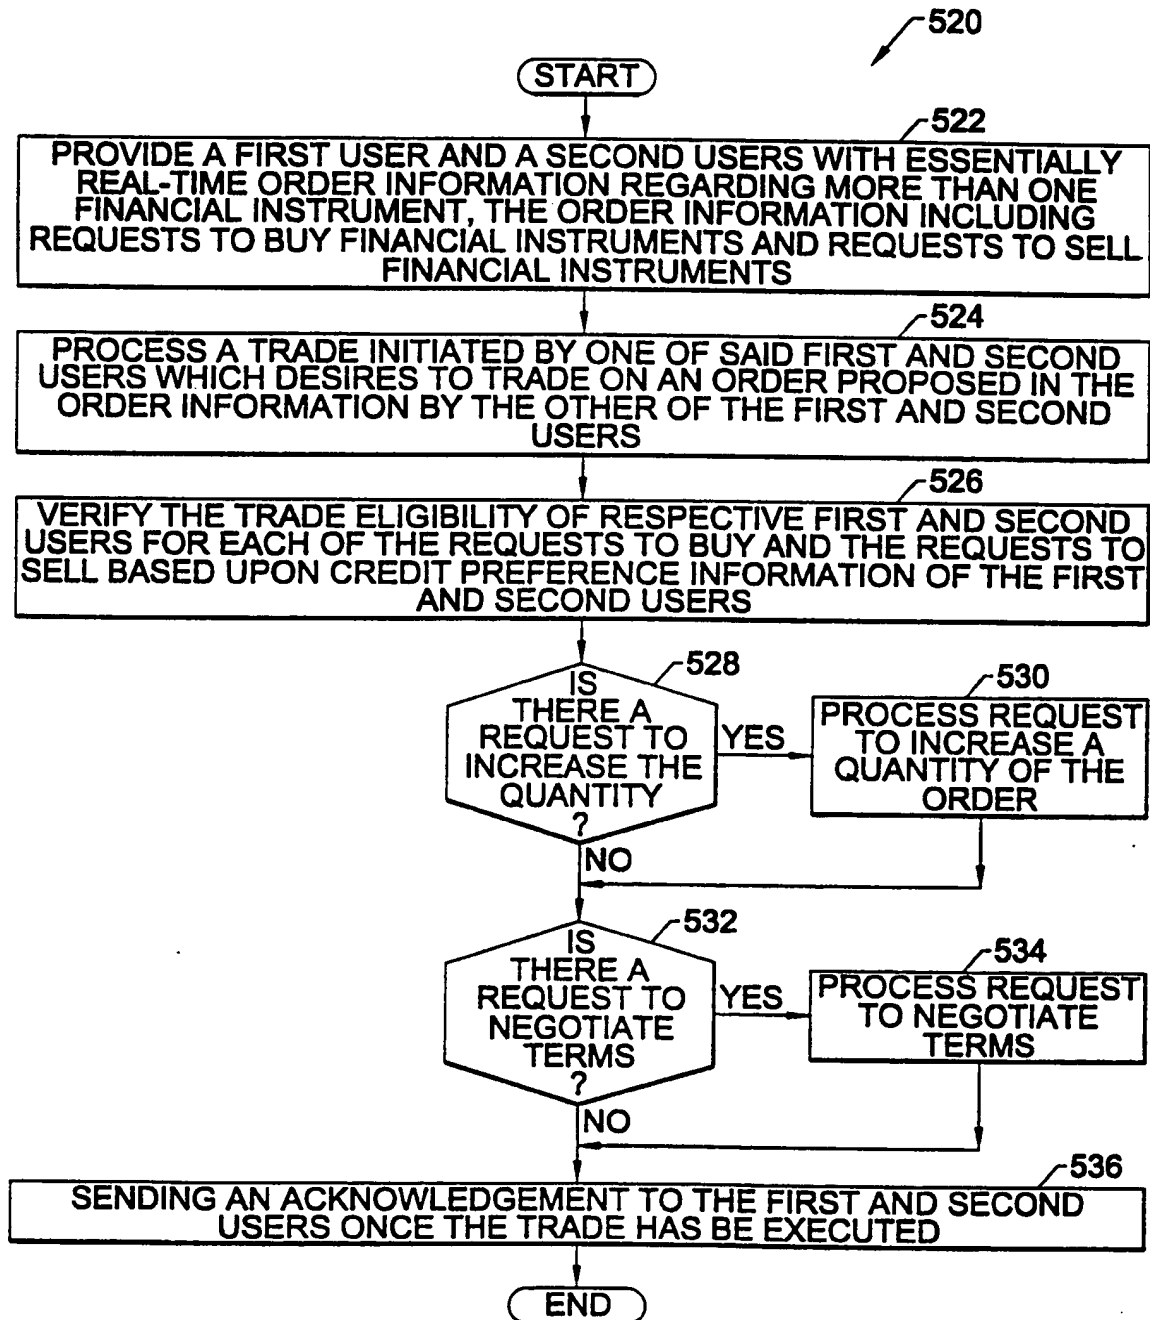 520
START
522
PROVIDE A FIRST USER AND A SECOND USERS WITH ESSENTIALLY
REAL-TIME ORDER INFORMATION REGARDING MORE THAN ONE
FINANCIAL INSTRUMENT, THE ORDER INFORMATION INCLUDING
REQUESTS TO BUY FINANCIAL INSTRUMENTS AND REQUESTS TO SELL
FINANCIAL INSTRUMENTS
524
PROCESS A TRADE INITIATED BY ONE OF SAID FIRST AND SECOND
USERS WHICH DESIRES TO TRADE ON AN ORDER PROPOSED IN THE
ORDER INFORMATION BY THE OTHER OF THE FIRST AND SECOND
USERS
526
VERIFY THE TRADE ELIGIBILITY OF RESPECTIVE FIRST AND SECOND
USERS FOR EACH OF THE REQUESTS TO BUY AND THE REQUESTS TO
SELL BASED UPON CREDIT PREFERENCE INFORMATION OF THE FIRST
AND SECOND USERS
528
IS
THERE A
REQUEST TO
INCREASE THE
QUANTITY
?
YES
530
PROCESS REQUEST
TO INCREASE A
QUANTITY OF THE
ORDER
NO
532
IS
THERE A
REQUEST TO
NEGOTIATE
TERMS
?
YES
534
PROCESS REQUEST
TO NEGOTIATE
TERMS
NO
536
SENDING AN ACKNOWLEDGEMENT TO THE FIRST AND SECOND
USERS ONCE THE TRADE HAS BE EXECUTED
END